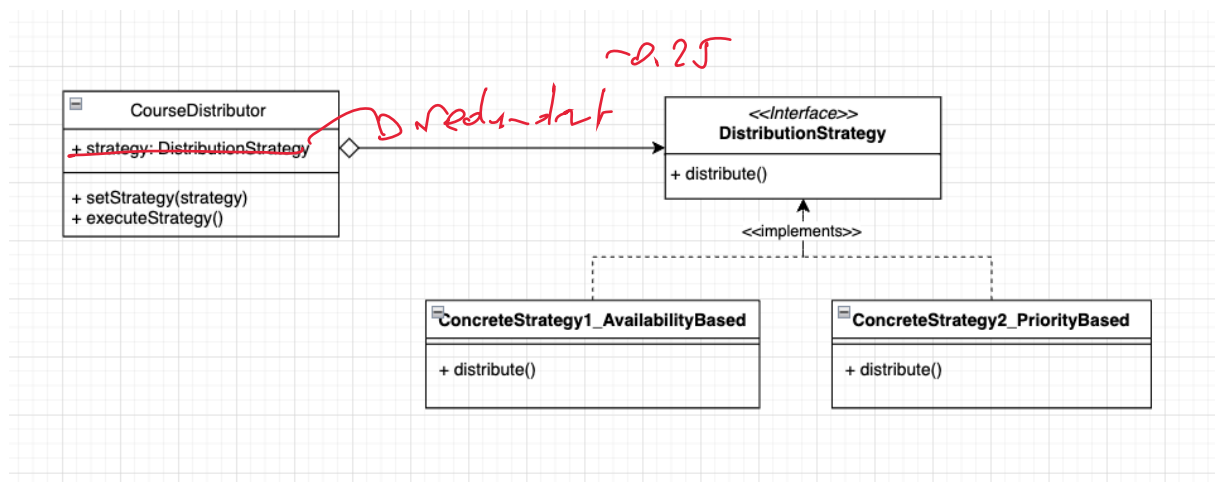 -0.25
redundant
CourseDistributor
+ strategy: DistributionStrategy
+ setStrategy(strategy)
+ executeStrategy()
<<Interface>>
DistributionStrategy
+ distribute()
<<implements>>
ConcreteStrategy1_AvailabilityBased
+ distribute()
ConcreteStrategy2_PriorityBased
+ distribute()